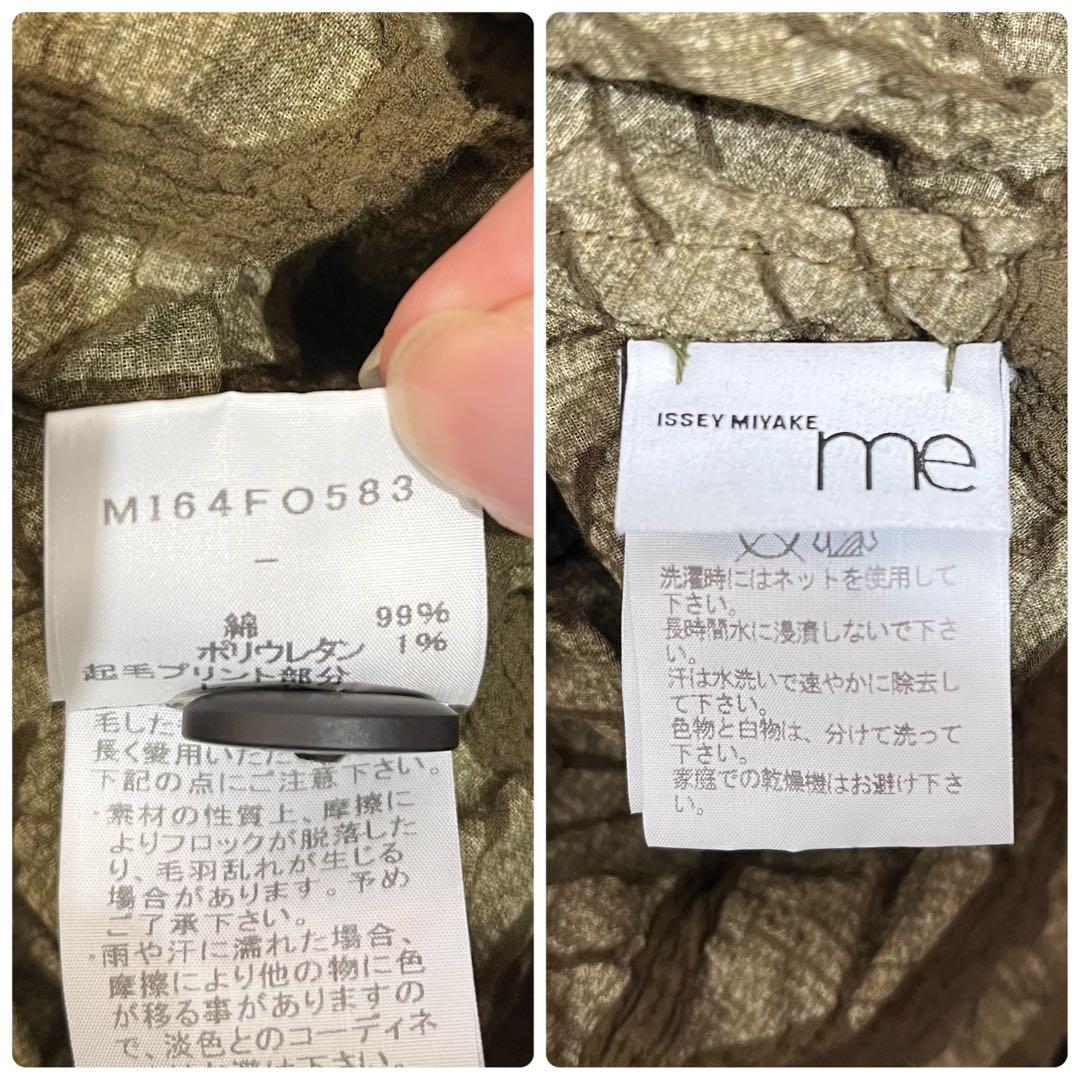 MI64FO583
–
綿 99%
ポリウレタン 1%
起毛プリント部分
毛した
長く愛用いただ
下記の点にご注意下さい。
・素材の性質上、摩擦に
よりフロックが脱落した
り、毛羽乱れが生じる
場合があります。予め
ご了承下さい。
・雨や汗に濡れた場合、
摩擦により他の物に色
が移る事がありますの
で、淡色とのコーディネ
下さい。
ISSEY MIYAKE
me
洗濯時にはネットを使用して
下さい。
長時間水に浸漬しないで下さ
い。
汗は水洗いで速やかに除去し
て下さい。
色物と白物は、分けて洗って
下さい。
家庭での乾燥機はお避け下さ
い。